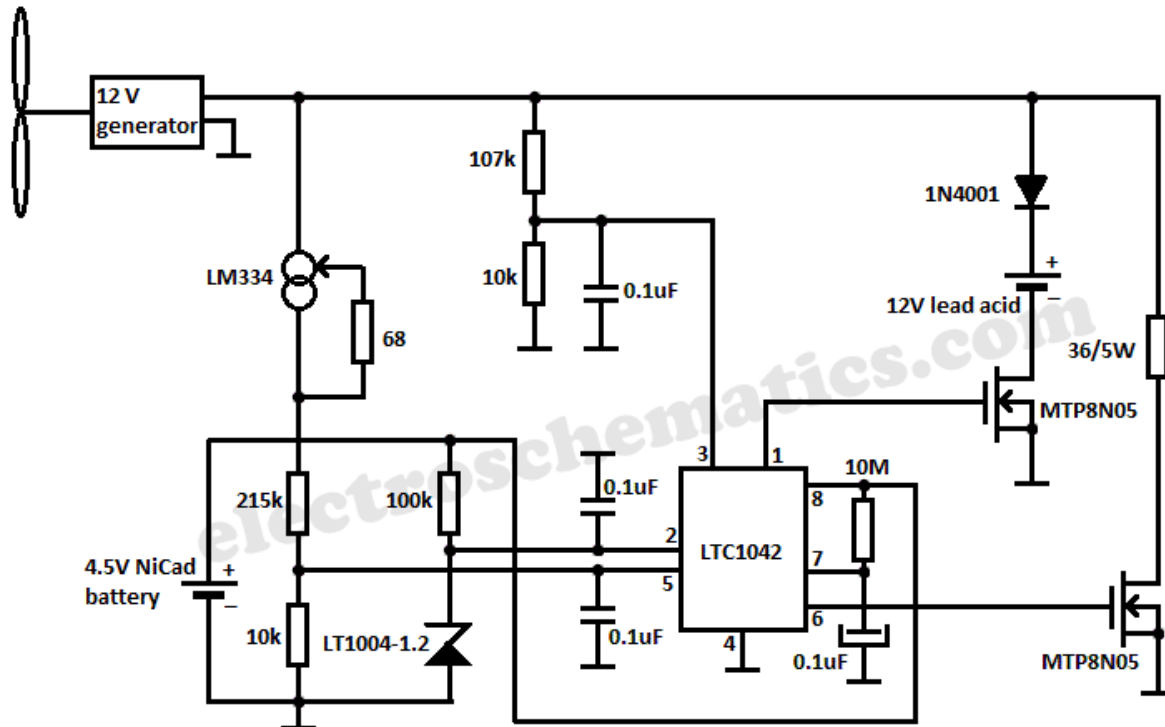 12 V
generator
107k
1N4001
LM334
10k
0.1uF
+
12V lead acid
–
68
36/5W
MTP8N05
electroschematics.com
3
1
10M
215k
100k
0.1uF
8
2
LTC1042
4.5V NiCad
battery
+
–
5
7
6
10k
LT1004-1.2
0.1uF
4
0.1uF
MTP8N05